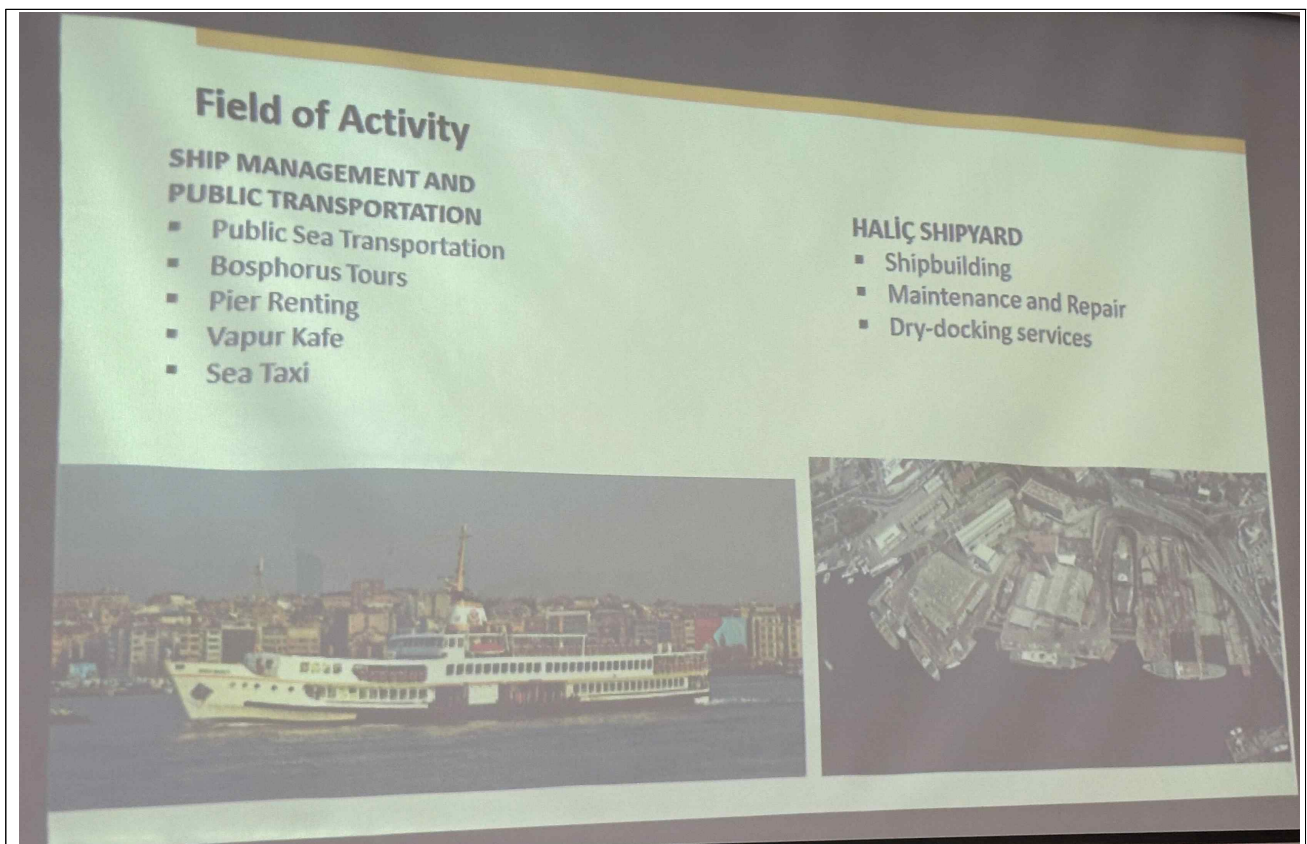 Field of Activity
SHIP MANAGEMENT AND
PUBLIC TRANSPORTATION
▪ Public Sea Transportation
▪ Bosphorus Tours
▪ Pier Renting
▪ Vapur Kafe
▪ Sea Taxi
HALİÇ SHIPYARD
▪ Shipbuilding
▪ Maintenance and Repair
▪ Dry-docking services